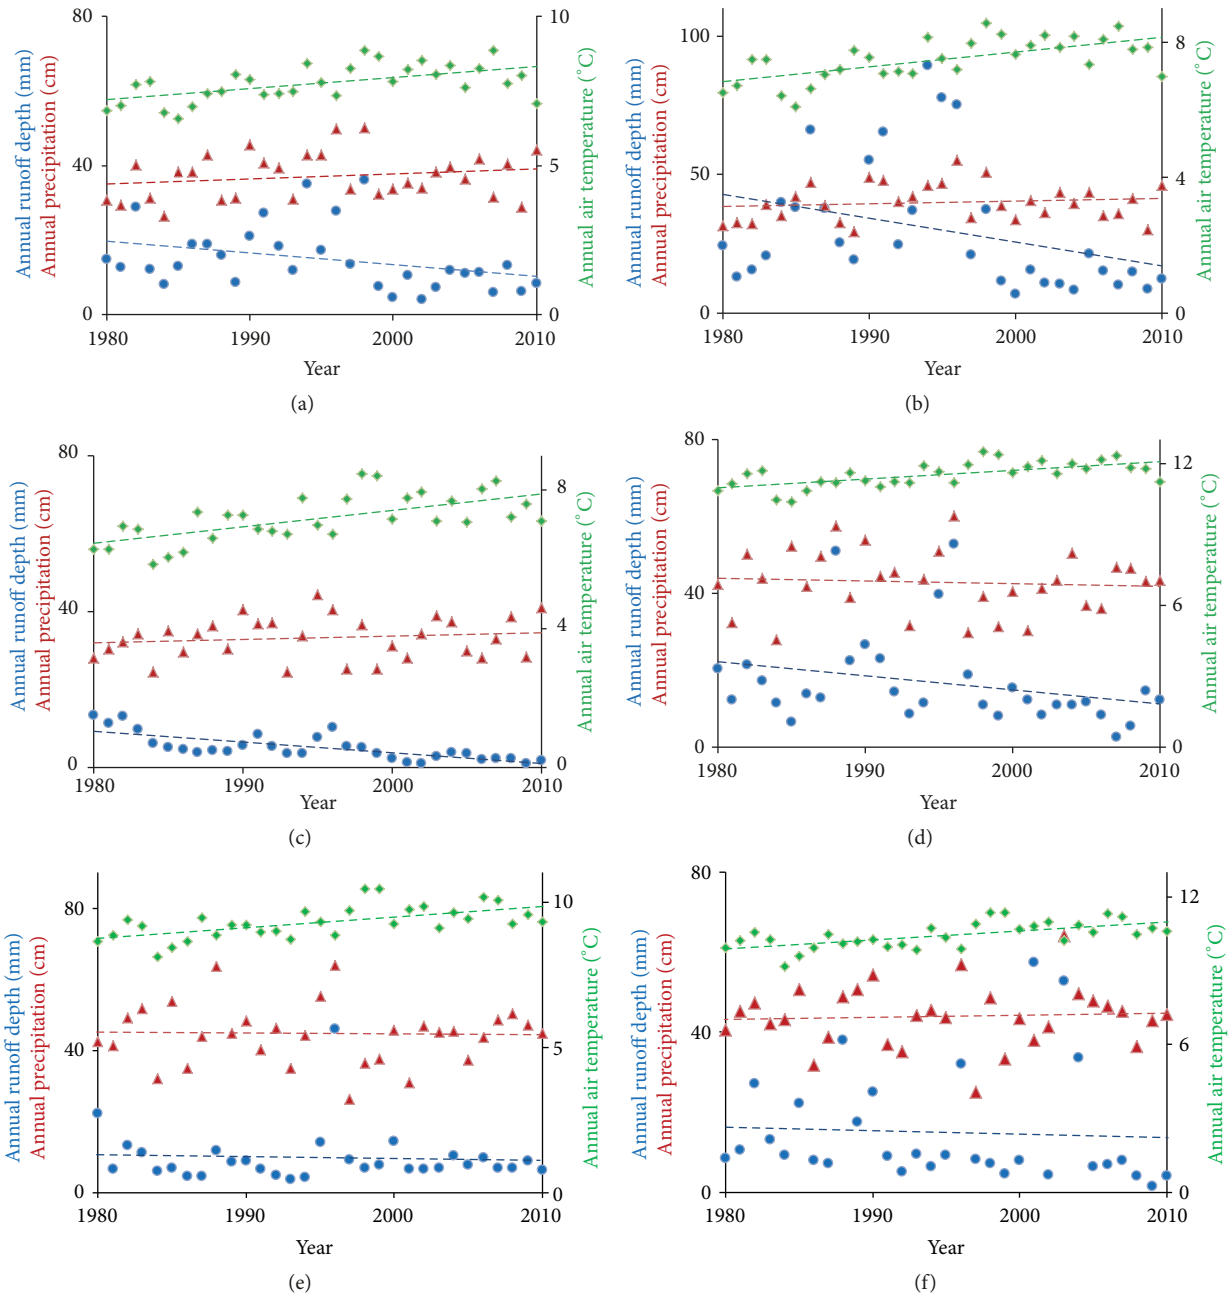 80
40
0
10
5
0
1980
1990
2000
2010
Annual runoff depth (mm)
Annual precipitation (cm)
Annual air temperature (°C)
Year
(a)
100
50
0
8
4
0
1980
1990
2000
2010
Annual runoff depth (mm)
Annual precipitation (cm)
Annual air temperature (°C)
Year
(b)
80
40
0
8
4
0
1980
1990
2000
2010
Annual runoff depth (mm)
Annual precipitation (cm)
Annual air temperature (°C)
Year
(c)
80
40
0
12
6
0
1980
1990
2000
2010
Annual runoff depth (mm)
Annual precipitation (cm)
Annual air temperature (°C)
Year
(d)
80
40
0
10
5
0
1980
1990
2000
2010
Annual runoff depth (mm)
Annual precipitation (cm)
Annual air temperature (°C)
Year
(e)
80
40
0
12
6
0
1980
1990
2000
2010
Annual runoff depth (mm)
Annual precipitation (cm)
Annual air temperature (°C)
Year
(f)